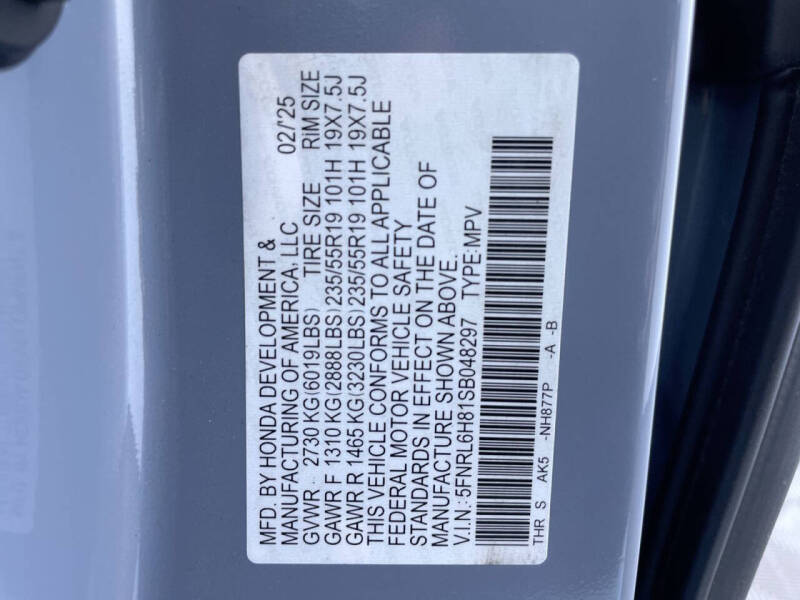 MFD. BY HONDA DEVELOPMENT &
MANUFACTURING OF AMERICA, LLC 02/'25
GVWR 2730 KG(6019LBS) TIRE SIZE RIM SIZE
GAWR F 1310 KG(2888LBS) 235/55R19 101H 19X7.5J
GAWR R 1465 KG(3230LBS) 235/55R19 101H 19X7.5J
THIS VEHICLE CONFORMS TO ALL APPLICABLE
FEDERAL MOTOR VEHICLE SAFETY
STANDARDS IN EFFECT ON THE DATE OF
MANUFACTURE SHOWN ABOVE.
V.I.N.:5FNRL6H81SB048297 TYPE:MPV
THR S AK5 -NH877P -A -B